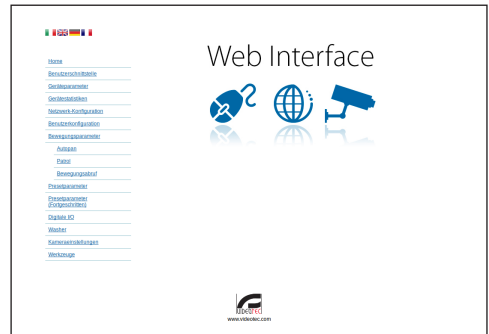 Web Interface
Home
Benutzerschnittstelle
Geräteparameter
Gerätestatistiken
Netzwerk-Konfiguration
Benutzerkonfiguration
Bewegungsparameter
Autopan
Patrol
Bewegungsabruf
Presetparameter
Presetparameter
(Fortgeschritten)
Digitale I/O
Washer
Kameraeinstellungen
Werkzeuge
VIDEOTEC
www.videotec.com